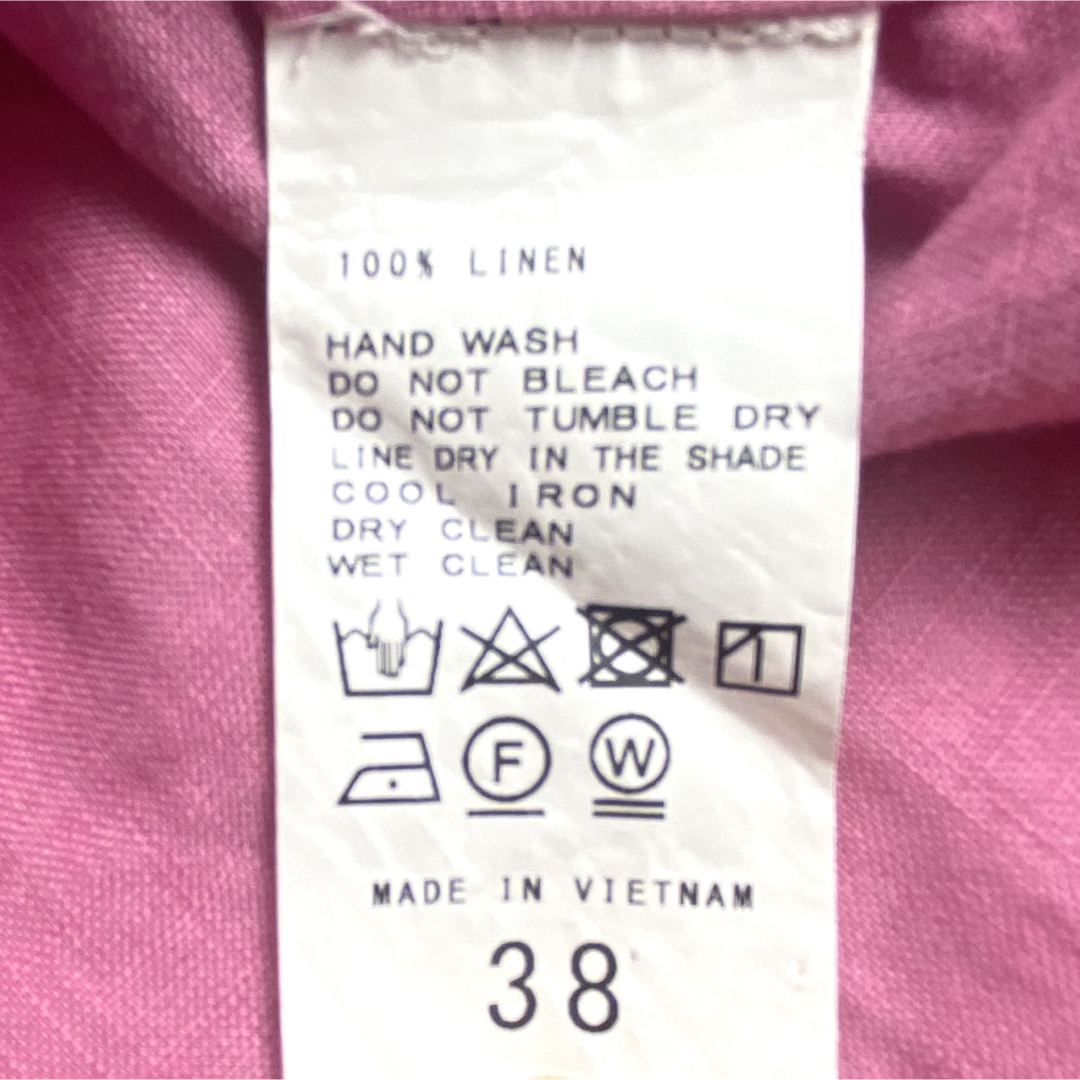 100% LINEN
HAND WASH
DO NOT BLEACH
DO NOT TUMBLE DRY
LINE DRY IN THE SHADE
COOL IRON
DRY CLEAN
WET CLEAN
F W
MADE IN VIETNAM
38